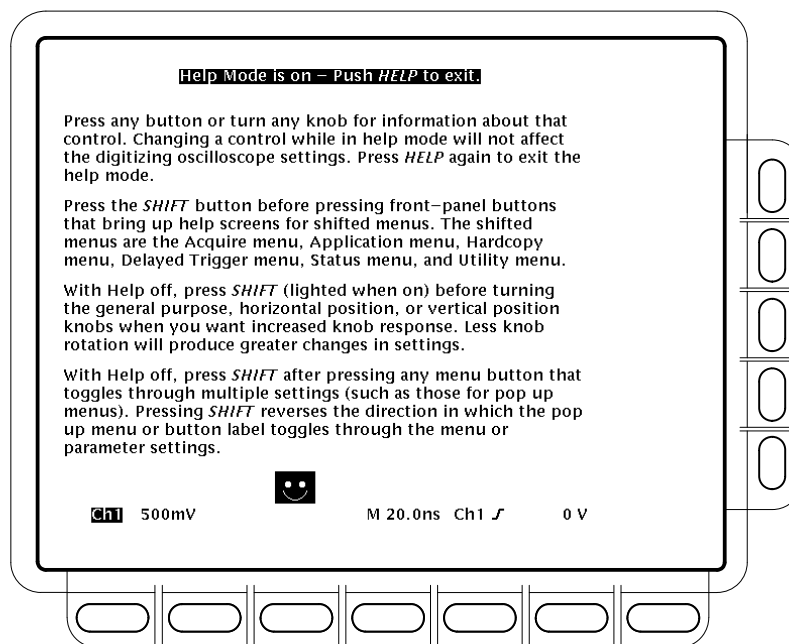 Help Mode is on – Push HELP to exit.
Press any button or turn any knob for information about that
control. Changing a control while in help mode will not affect
the digitizing oscilloscope settings. Press HELP again to exit the
help mode.
Press the SHIFT button before pressing front–panel buttons
that bring up help screens for shifted menus. The shifted
menus are the Acquire menu, Application menu, Hardcopy
menu, Delayed Trigger menu, Status menu, and Utility menu.
With Help off, press SHIFT (lighted when on) before turning
the general purpose, horizontal position, or vertical position
knobs when you want increased knob response. Less knob
rotation will produce greater changes in settings.
With Help off, press SHIFT after pressing any menu button that
toggles through multiple settings (such as those for pop up
menus). Pressing SHIFT reverses the direction in which the pop
up menu or button label toggles through the menu or
parameter settings.
Ch1 500mV M 20.0ns Ch1 0 V